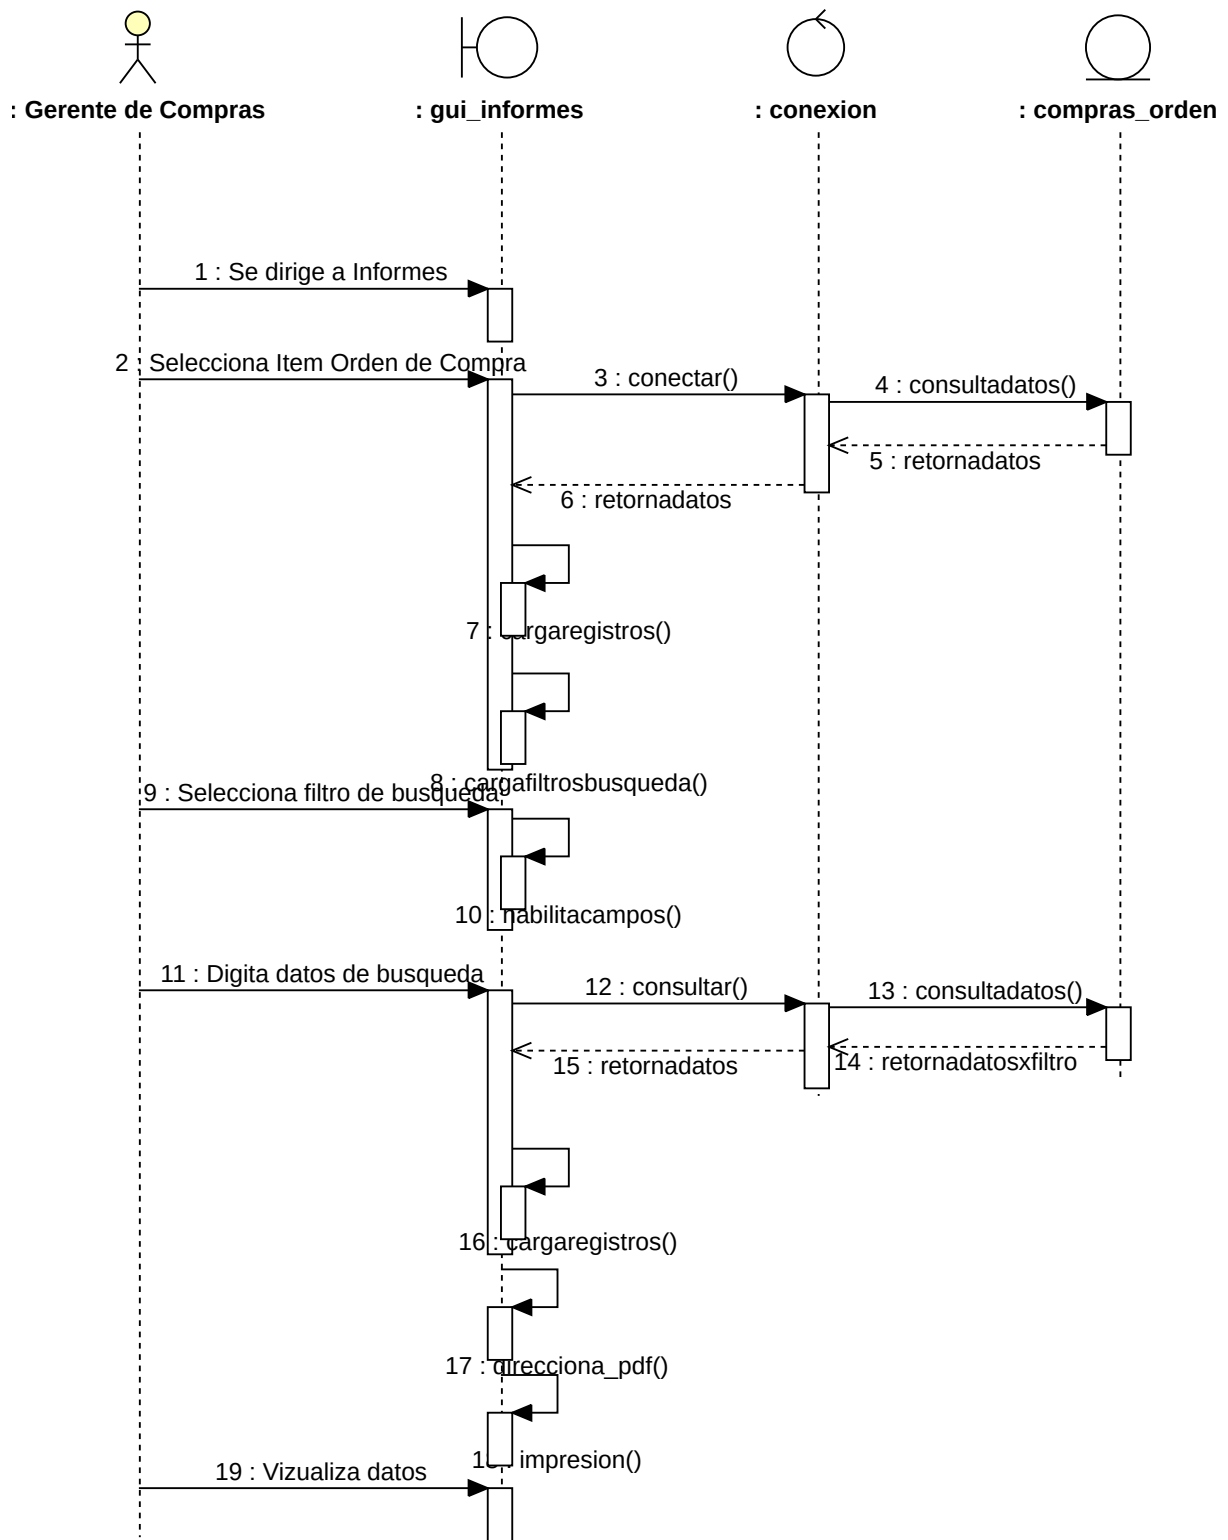 : Gerente de Compras
: gui_informes
: conexion
: compras_orden
1 : Se dirige a Informes
2 : Selecciona Item Orden de Compra
3 : conectar()
4 : consultadatos()
5 : retornadatos
6 : retornadatos
7 : cargaregistros()
8 : cargafiltrosbusqueda()
9 : Selecciona filtro de busqueda
10 : habilitacampos()
11 : Digita datos de busqueda
12 : consultar()
13 : consultadatos()
14 : retornadatosxfiltro
15 : retornadatos
16 : cargaregistros()
17 : direcciona_pdf()
18 : impresion()
19 : Vizualiza datos